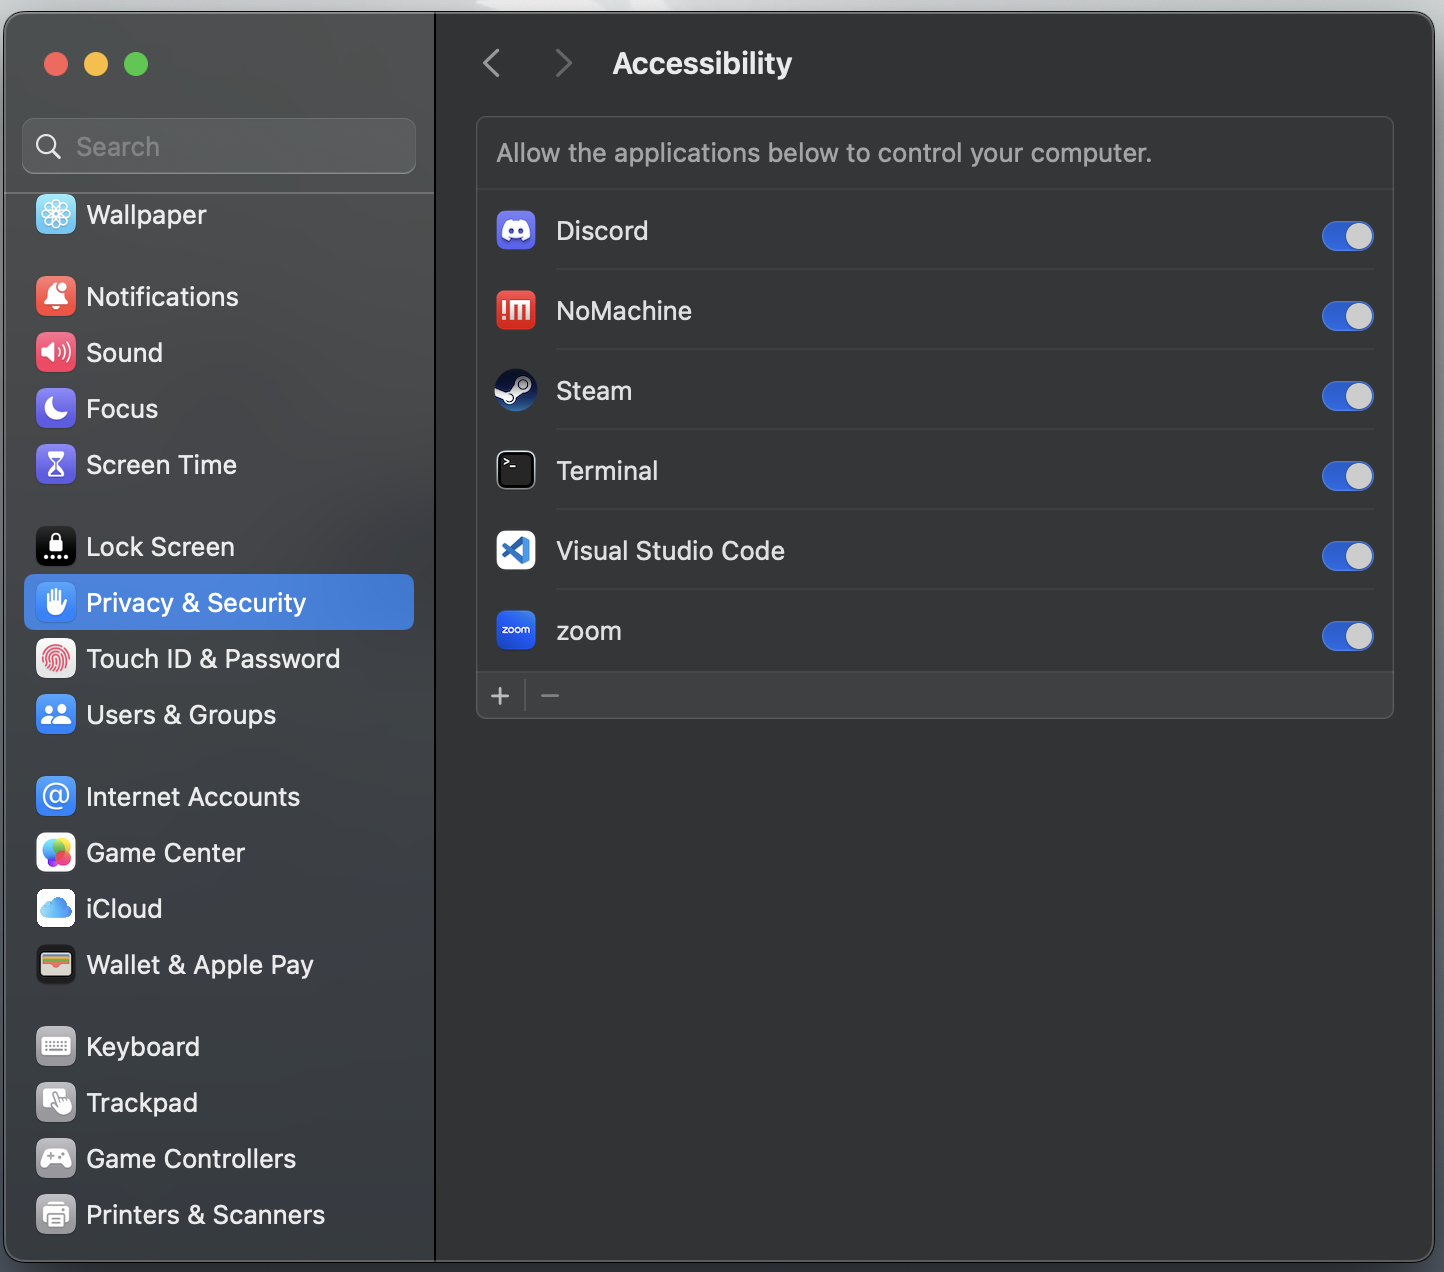 Accessibility
Search
Wallpaper
Notifications
Sound
Focus
Screen Time
Lock Screen
Privacy & Security
Touch ID & Password
Users & Groups
@ Internet Accounts
Game Center
iCloud
Wallet & Apple Pay
Keyboard
Trackpad
Game Controllers
Printers & Scanners
Allow the applications below to control your computer.
Discord
!M NoMachine
Steam
>_ Terminal
Visual Studio Code
zoom zoom
+ −